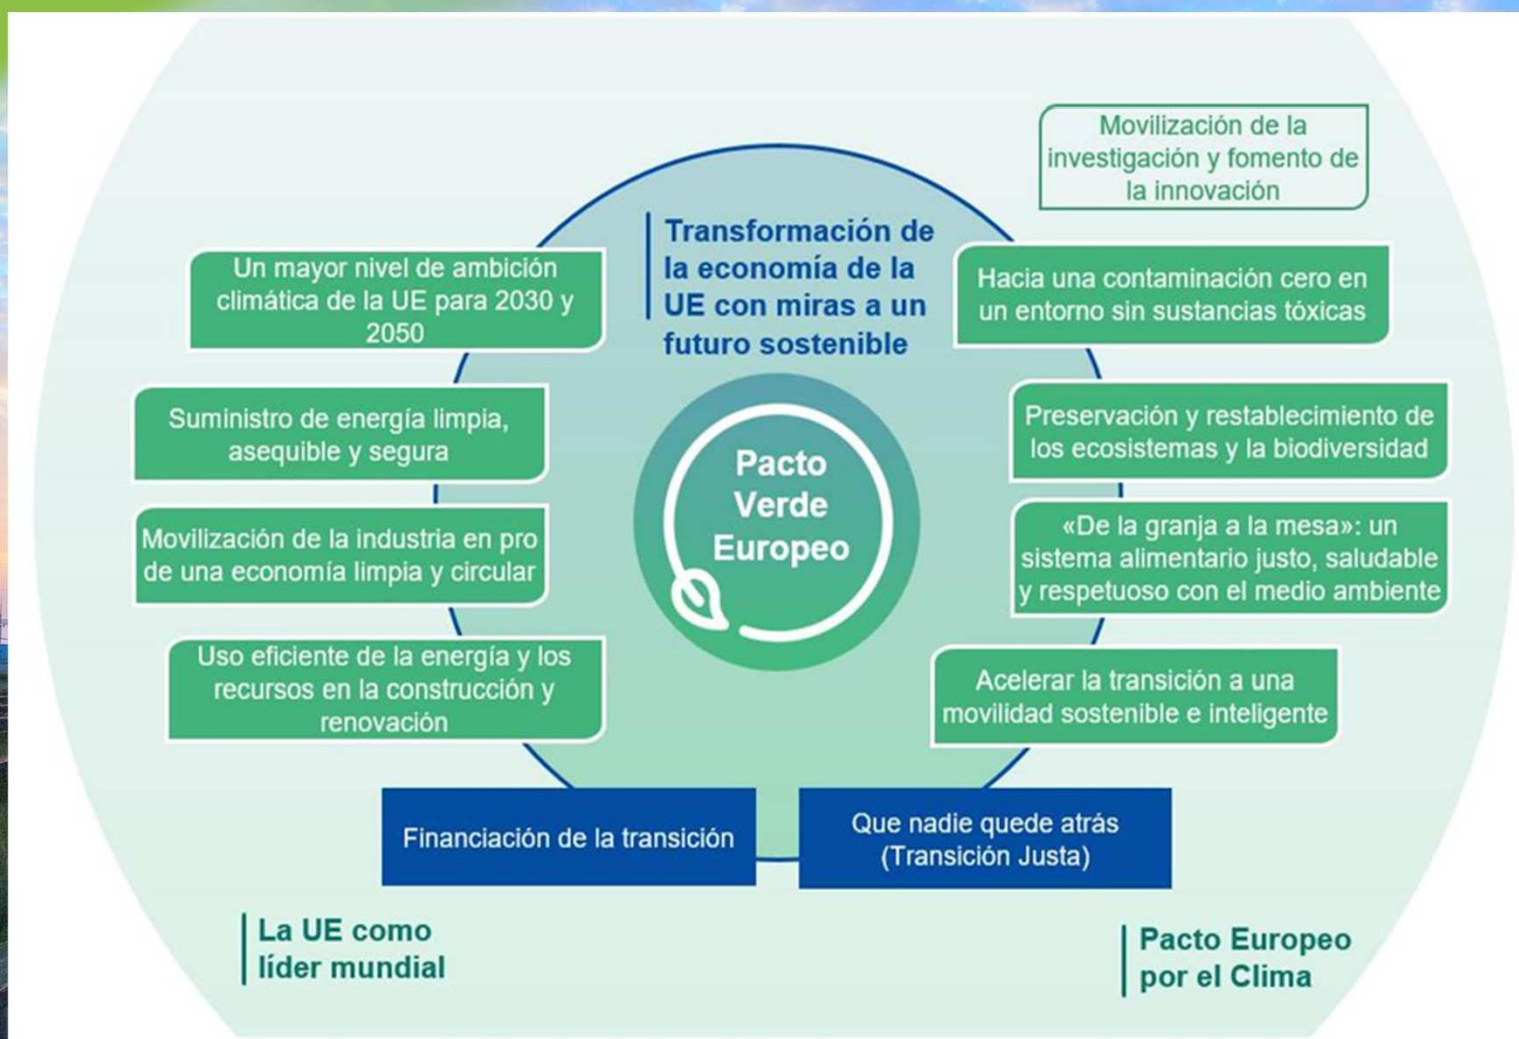 Movilización de la
investigación y fomento de
la innovación
Transformación de
la economía de la
UE con miras a un
futuro sostenible
Un mayor nivel de ambición
climática de la UE para 2030 y
2050
Suministro de energía limpia,
asequible y segura
Movilización de la industria en pro
de una economía limpia y circular
Uso eficiente de la energía y los
recursos en la construcción y
renovación
Pacto
Verde
Europeo
Hacia una contaminación cero en
un entorno sin sustancias tóxicas
Preservación y restablecimiento de
los ecosistemas y la biodiversidad
«De la granja a la mesa»: un
sistema alimentario justo, saludable
y respetuoso con el medio ambiente
Acelerar la transición a una
movilidad sostenible e inteligente
Financiación de la transición
Que nadie quede atrás
(Transición Justa)
La UE como
líder mundial
Pacto Europeo
por el Clima